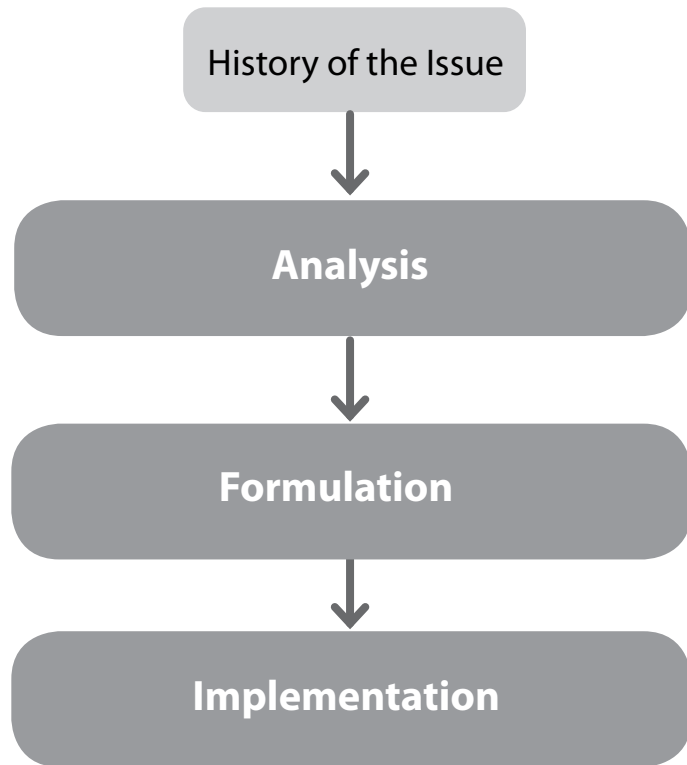 History of the Issue
Analysis
Formulation
Implementation